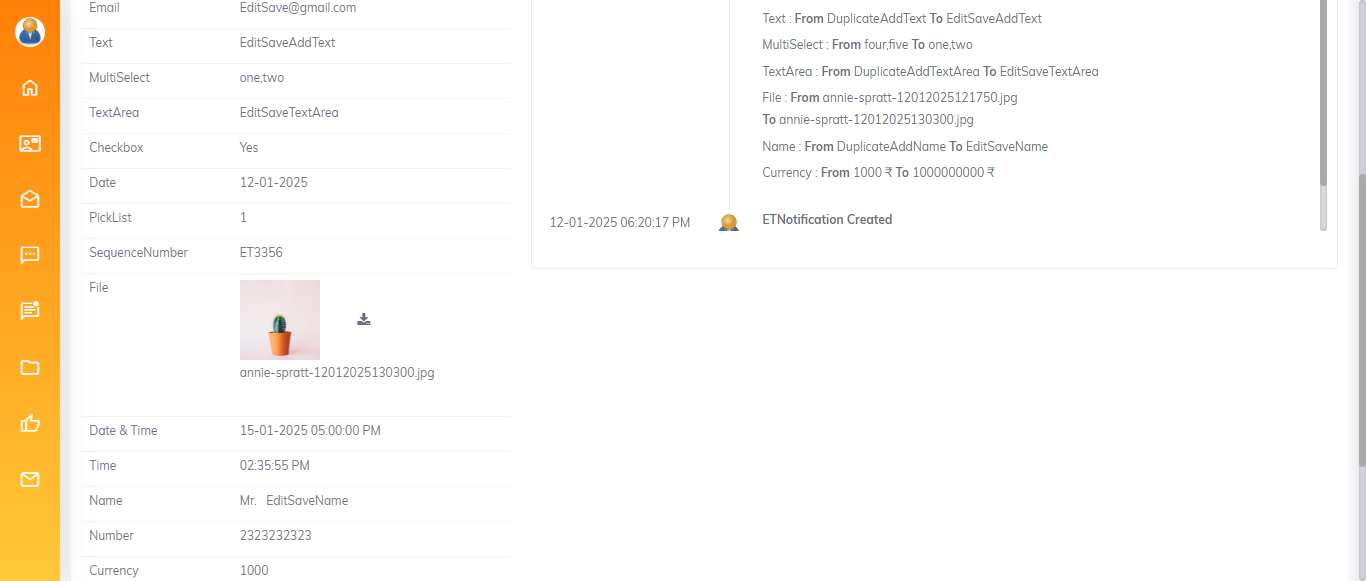 Email EditSave@gmail.com
Text EditSaveAddText
MultiSelect one,two
TextArea EditSaveTextArea
Checkbox Yes
Date 12-01-2025
PickList 1
SequenceNumber ET3356
File
annie-spratt-12012025130300.jpg
Date & Time 15-01-2025 05:00:00 PM
Time 02:35:55 PM
Name Mr. EditSaveName
Number 2323232323
Currency 1000
Text : From DuplicateAddText To EditSaveAddText
MultiSelect : From four,five To one,two
TextArea : From DuplicateAddTextArea To EditSaveTextArea
File : From annie-spratt-12012025121750.jpg
To annie-spratt-12012025130300.jpg
Name : From DuplicateAddName To EditSaveName
Currency : From 1000 ₹ To 1000000000 ₹
12-01-2025 06:20:17 PM ETNotification Created